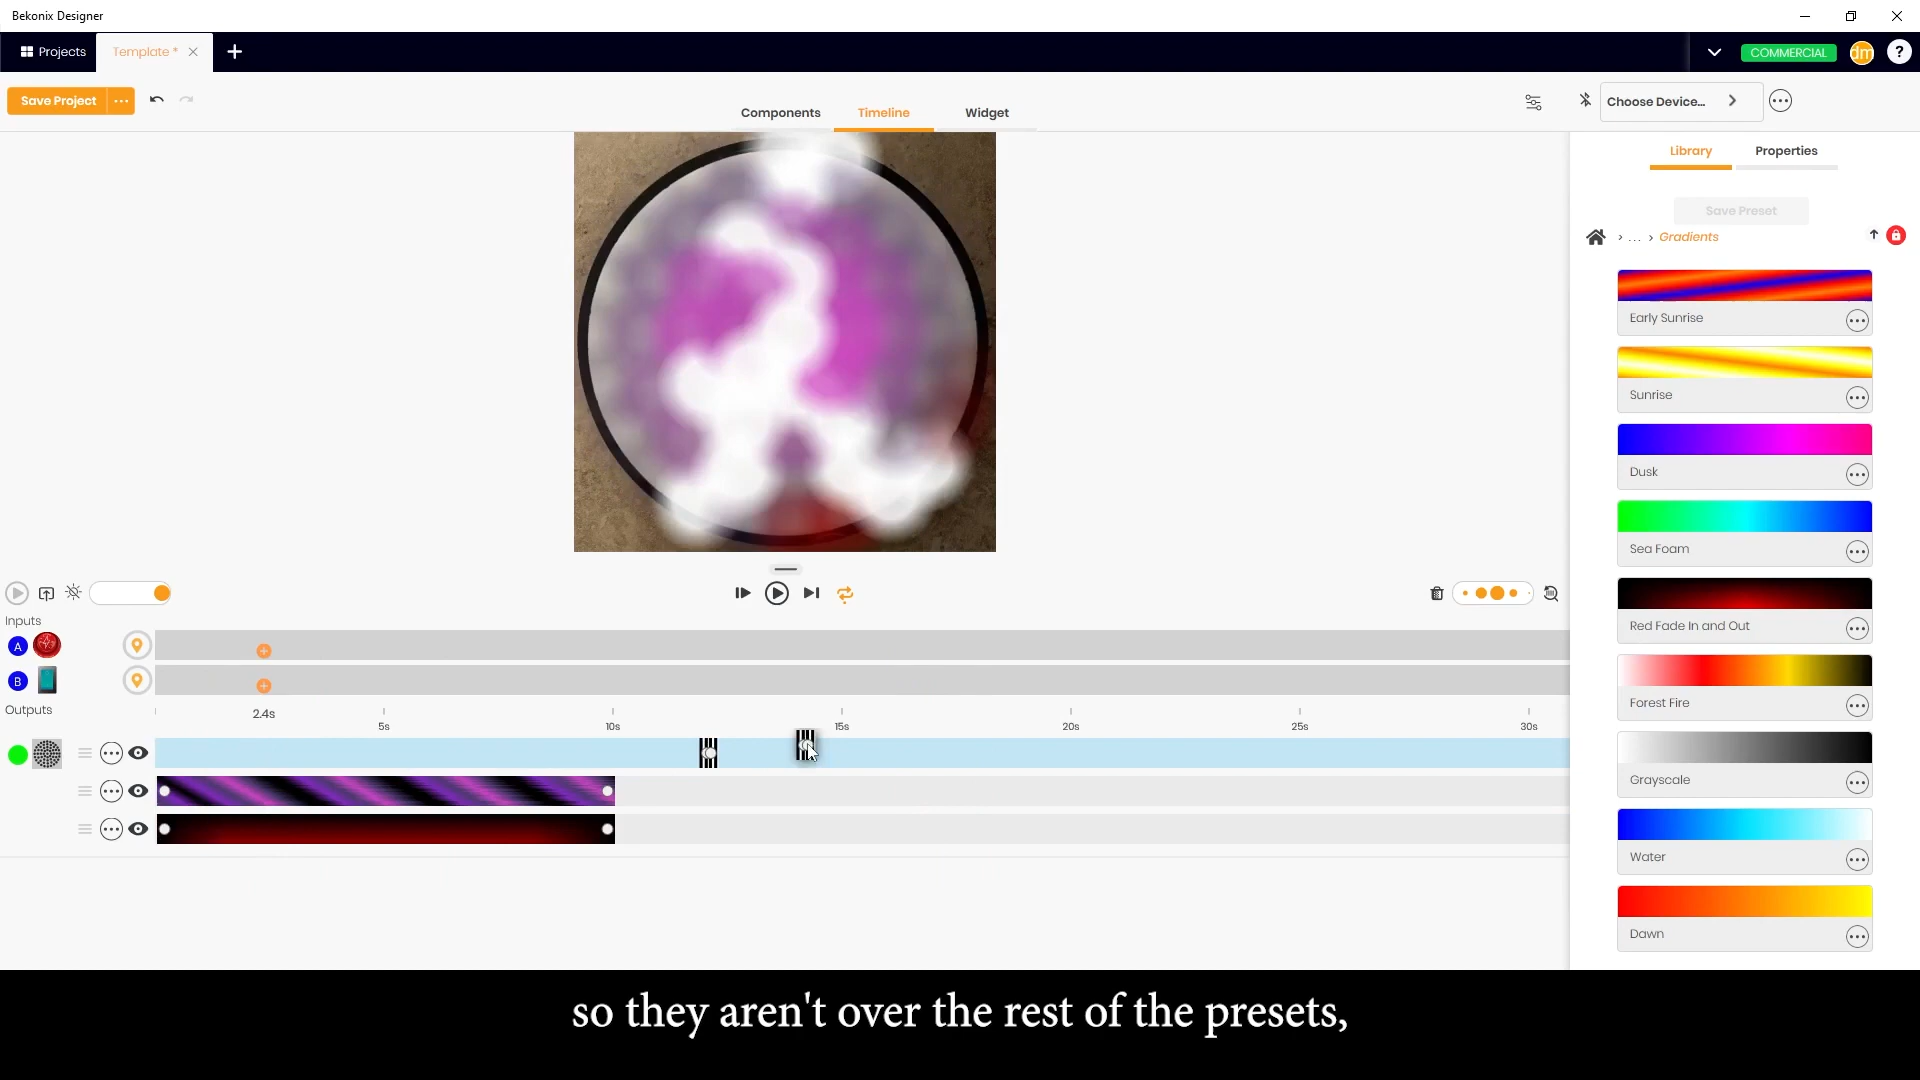 Bekonix Designer
Projects
Template *
COMMERCIAL
dm
?
Save Project
Components
Timeline
Widget
Choose Device...
Library
Properties
Save Preset
> ... > Gradients
Early Sunrise
Sunrise
Dusk
Sea Foam
Red Fade In and Out
Forest Fire
Grayscale
Water
Dawn
Inputs
A
B
Outputs
2.4s
5s
10s
15s
20s
25s
30s
so they aren't over the rest of the presets,